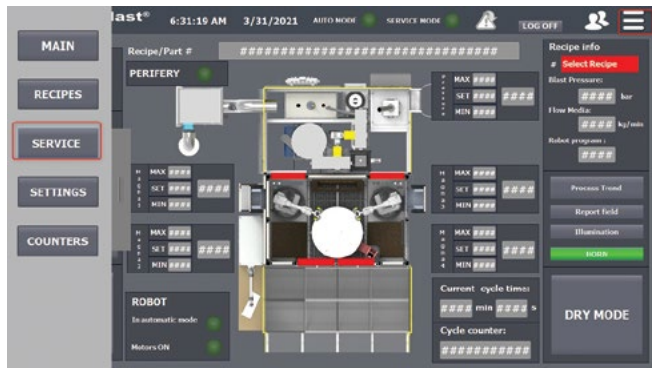 last®
6:31:19 AM 3/31/2021 AUTO MODE SERVICE MODE LOG OFF
MAIN
RECIPES
SERVICE
SETTINGS
COUNTERS
Recipe/Part # ################################
PERIFERY
MAX ####
SET #### ####
MIN ####
MAX ####
SET #### ####
MIN ####
MAX ####
SET #### ####
MIN ####
MAX ####
SET #### ####
MIN ####
MAX ####
SET #### ####
MIN ####
ROBOT
In automatic mode
Motors ON
Current cycle time:
#### min #### s
Cycle counter:
###########
Recipe info
# Select Recipe
Blast Pressure:
#### bar
Flow Media:
#### kg/min
Robot program :
####
Process Trend
Report field
Illumination
HORN
DRY MODE